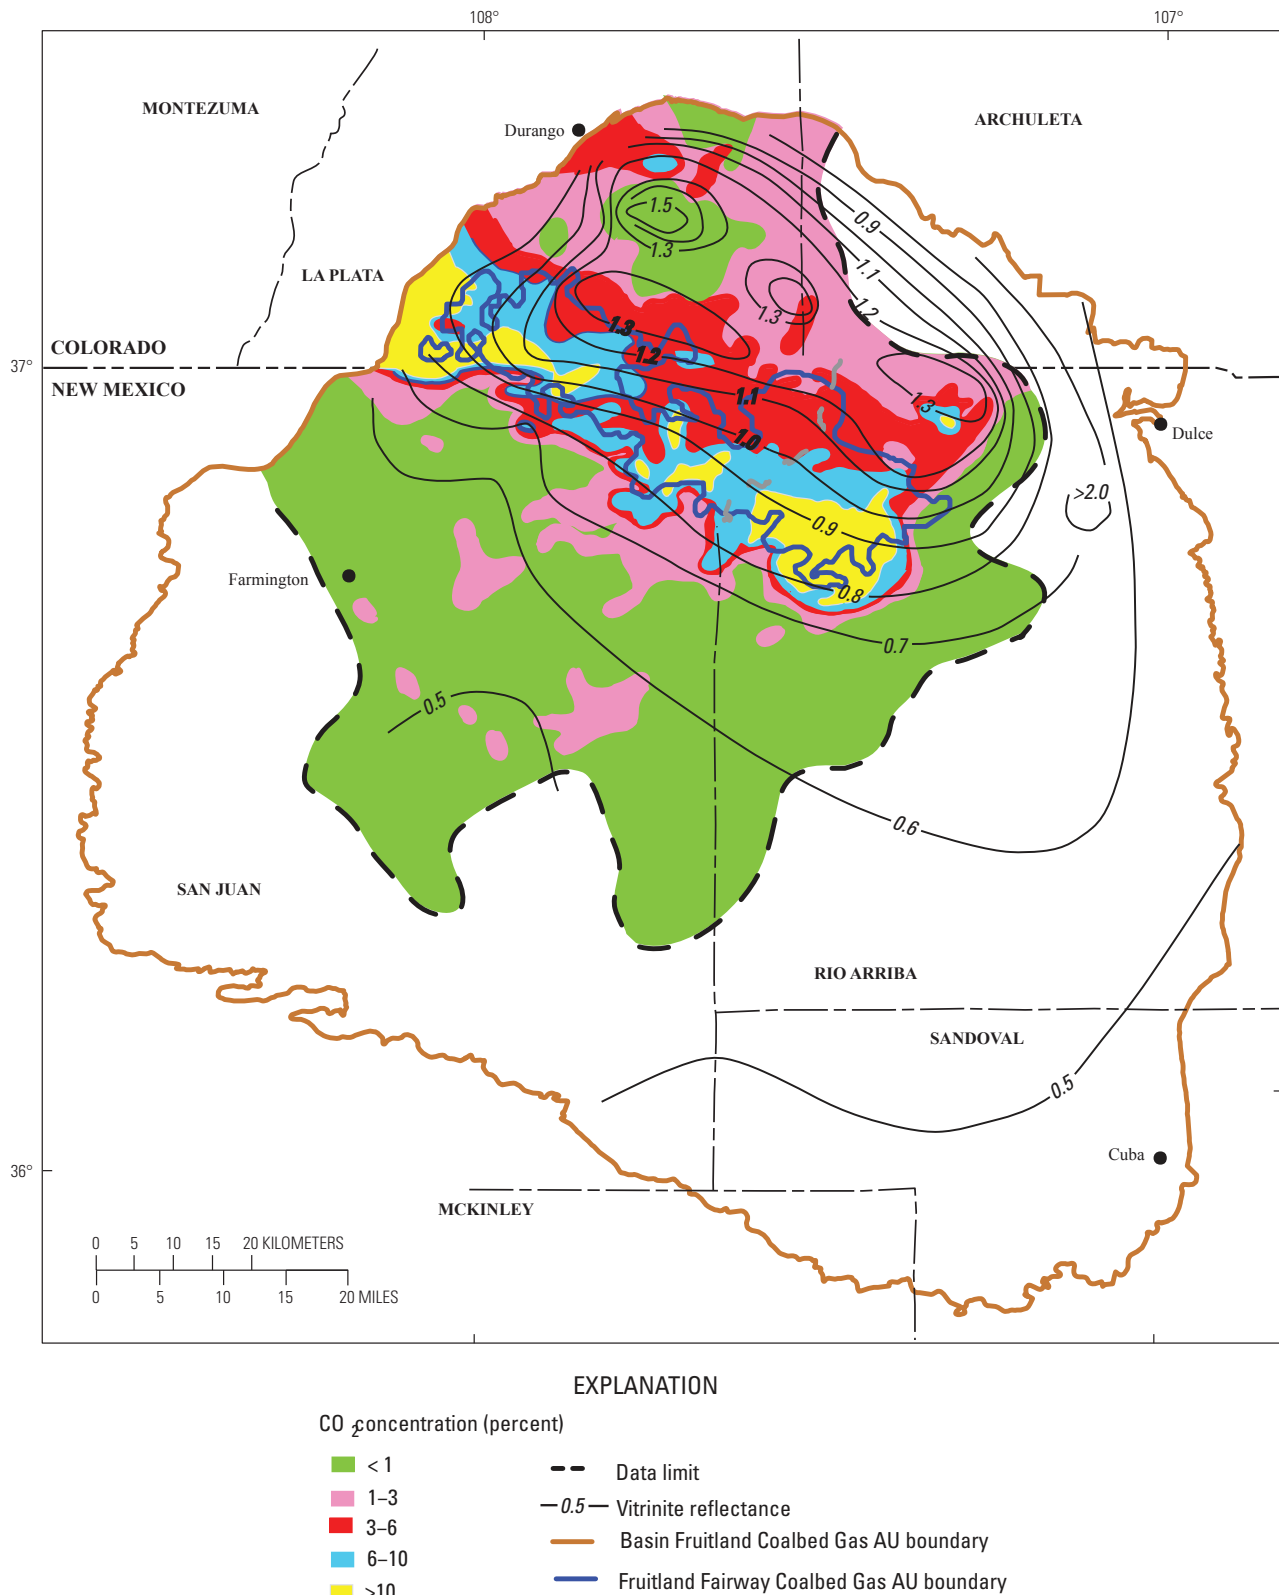 108°
107°
MONTEZUMA
ARCHULETA
Durango
1.5
0.9
1.3
1.1
LA PLATA
1.2
1.3
1.3
COLORADO
1.2
37°
NEW MEXICO
1.1
1.3
1.0
Dulce
>2.0
0.9
Farmington
0.8
0.7
0.5
0.6
SAN JUAN
RIO ARRIBA
SANDOVAL
0.5
Cuba
36°
MCKINLEY
0 5 10 15 20 KILOMETERS
0 5 10 15 20 MILES
EXPLANATION
CO 2 concentration (percent)
< 1
Data limit
1–3
0.5 Vitrinite reflectance
3–6
Basin Fruitland Coalbed Gas AU boundary
6–10
Fruitland Fairway Coalbed Gas AU boundary
>10